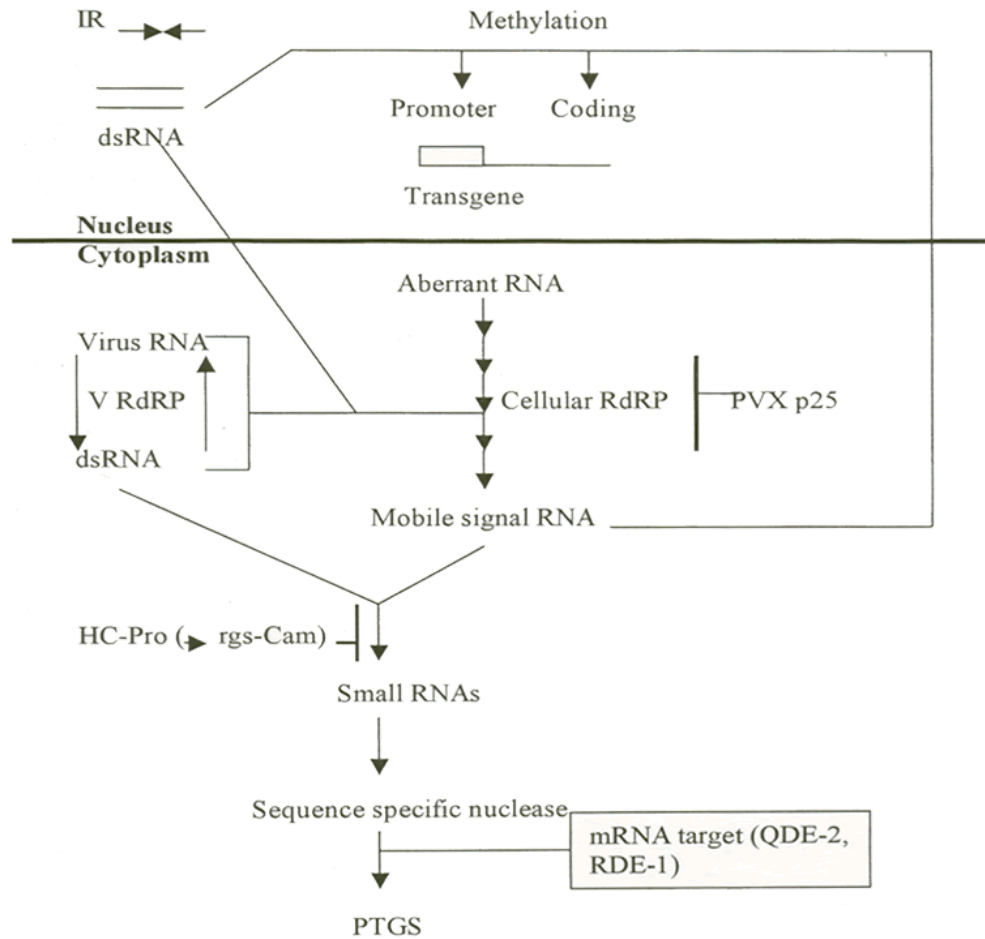 IR
Methylation
Promoter
Coding
dsRNA
Transgene
Nucleus
Cytoplasm
Aberrant RNA
Virus RNA
V RdRP
Cellular RdRP
PVX p25
dsRNA
Mobile signal RNA
HC-Pro ( rgs-Cam)
Small RNAs
Sequence specific nuclease
mRNA target (QDE-2,
RDE-1)
PTGS